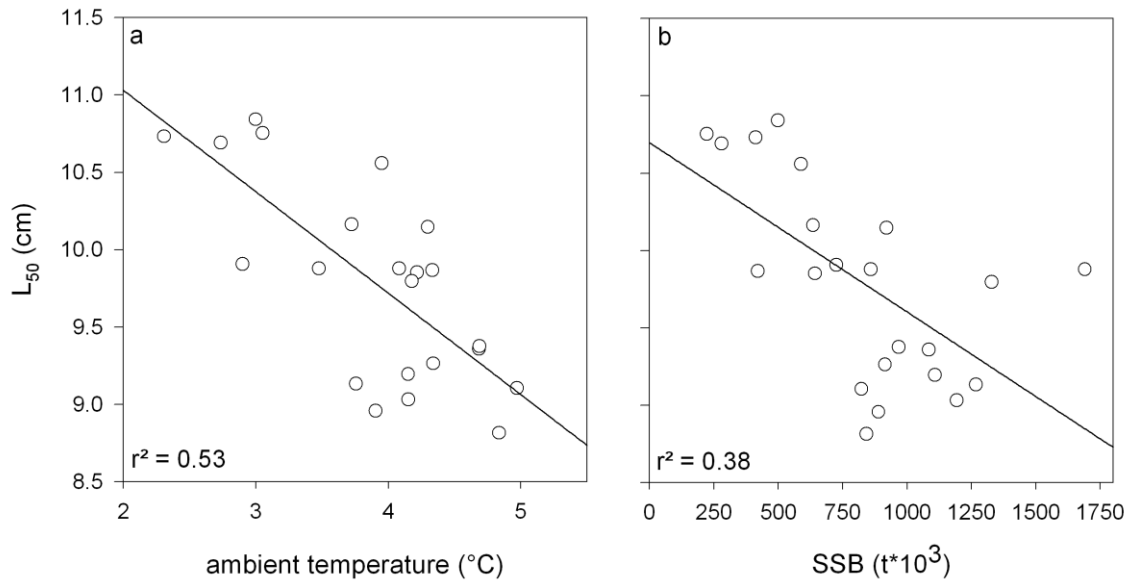 a
b
11.5
11.0
10.5
10.0
9.5
9.0
8.5
L₅₀ (cm)
r² = 0.53
r² = 0.38
2 3 4 5
0 250 500 750 1000 1250 1500 1750
ambient temperature (°C)
SSB (t*10³)